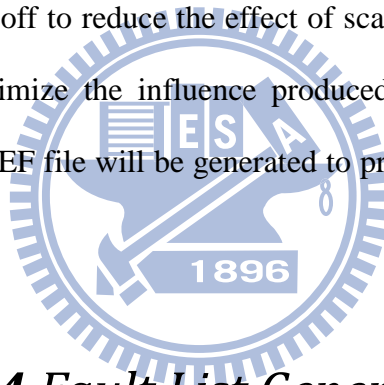 off to reduce the effect of sca
imize the influence produced
E S A
EF file will be generated to pr
1896
4 Fault List Gener